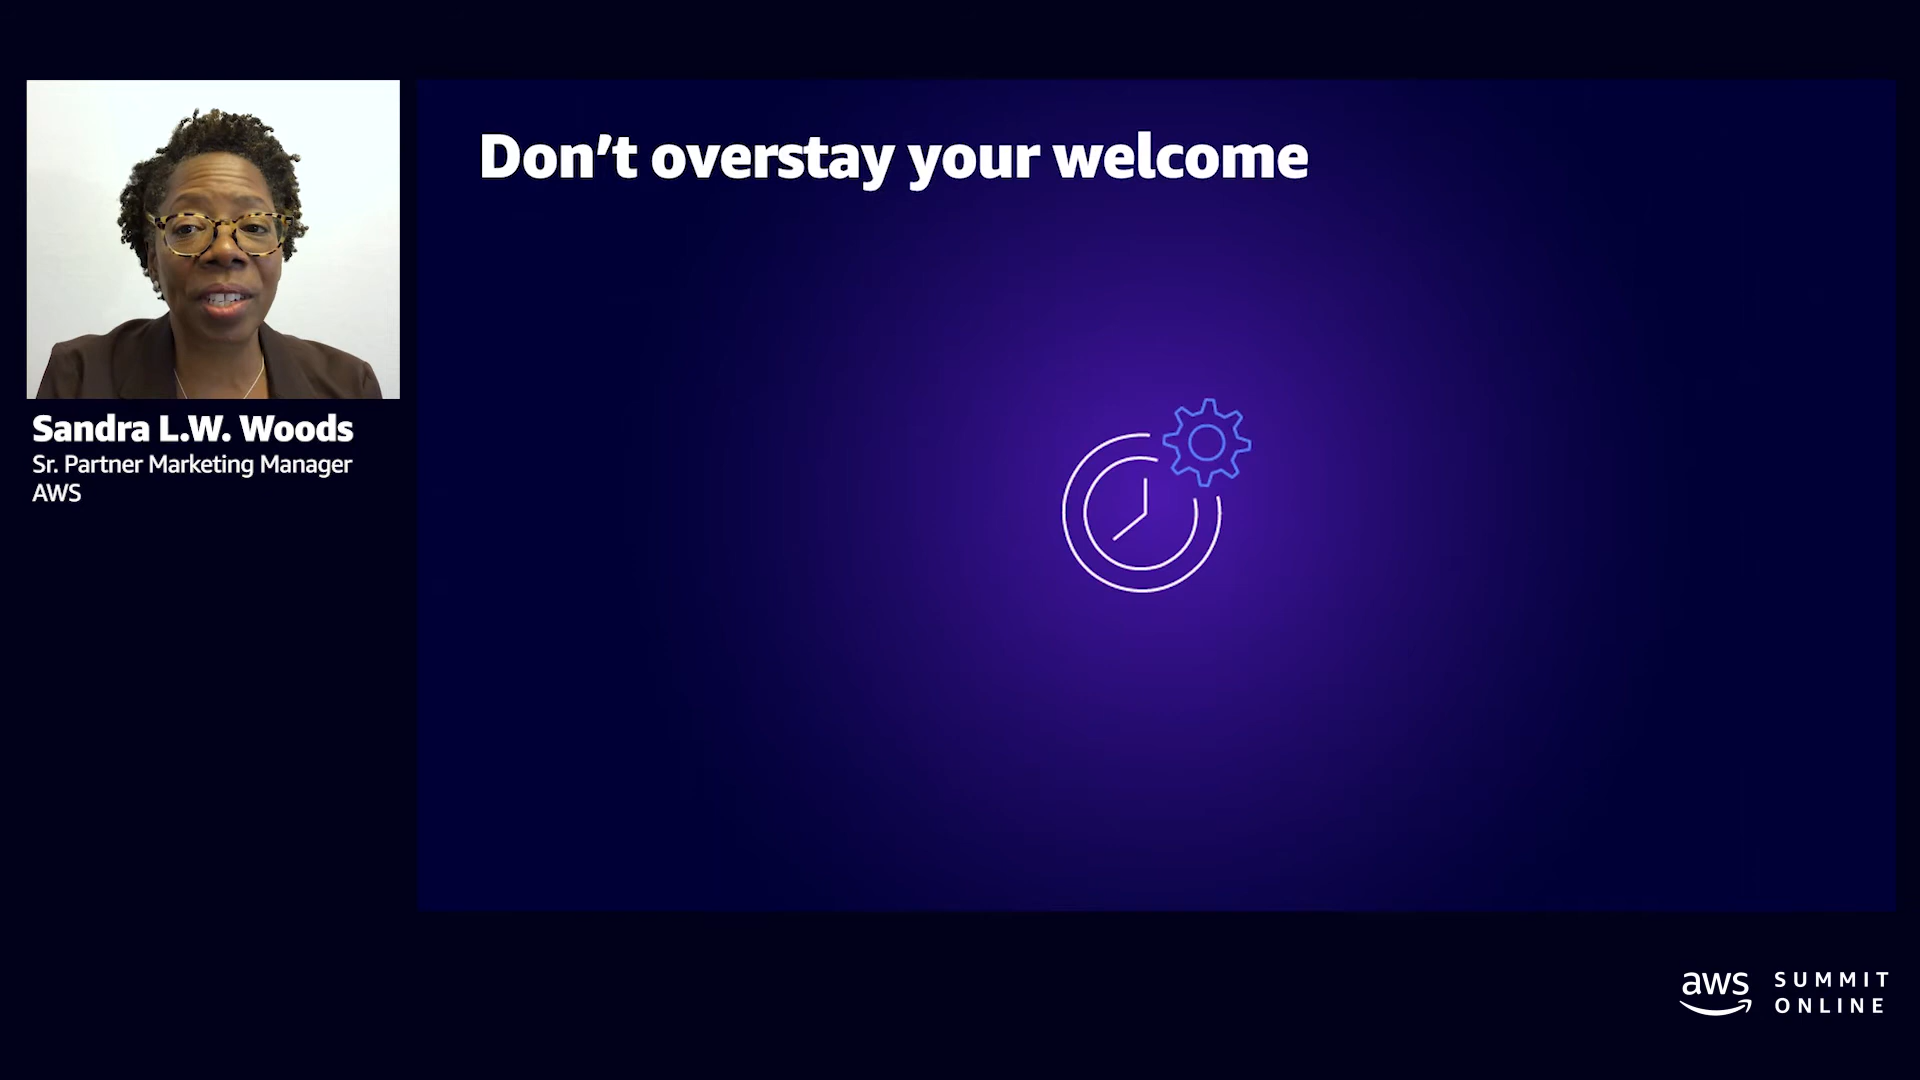 Don't overstay your welcome
Sandra L.W. Woods
Sr. Partner Marketing Manager
AWS
aws SUMMIT
ONLINE